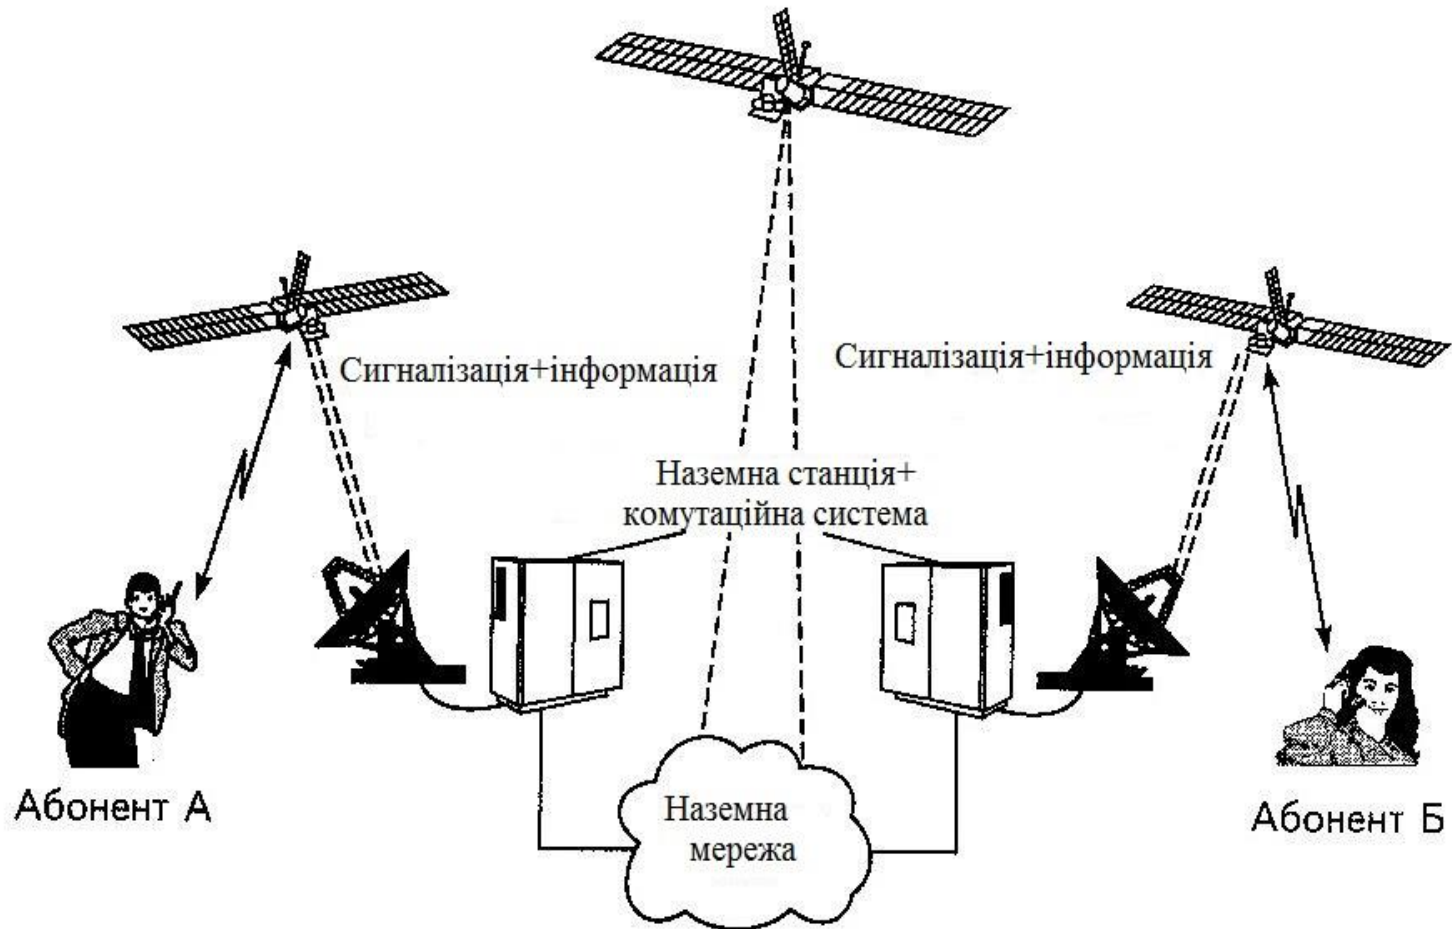 Сигналізація+інформація
Сигналізація+інформація
Наземна станція+
комутаційна система
Абонент А
Наземна
мережа
Абонент Б